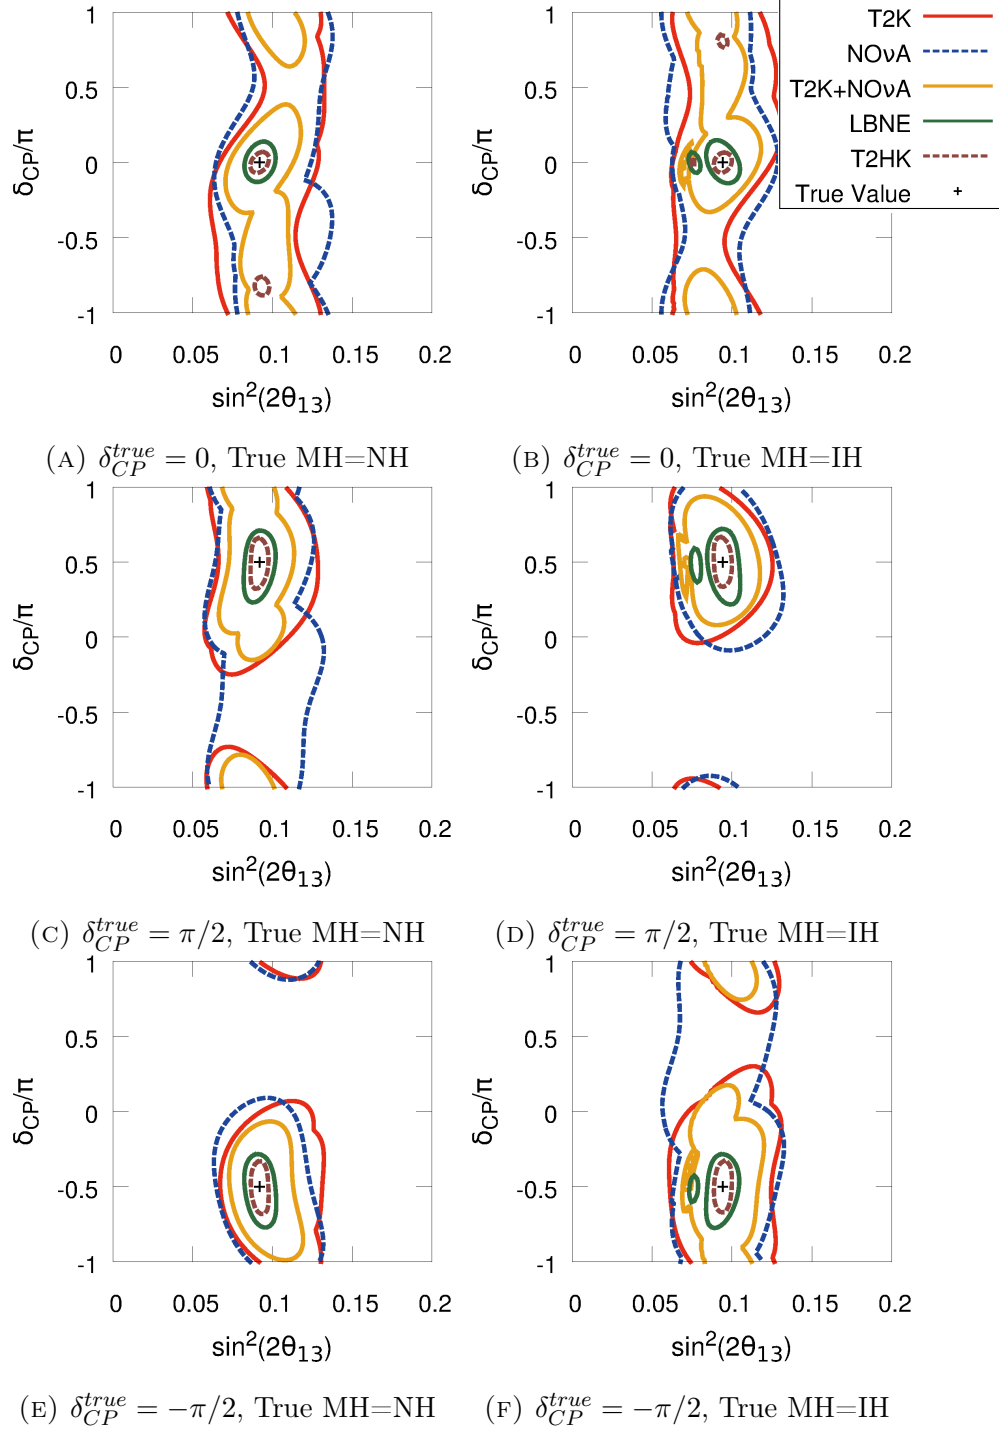 T2K
NOνA
T2K+NOνA
LBNE
T2HK
True Value
1
0.5
0
-0.5
-1
δCP/π
0 0.05 0.1 0.15 0.2
sin²(2θ₁₃)
(A) δ_CP^true = 0, True MH=NH
1
0.5
0
-0.5
-1
δCP/π
0 0.05 0.1 0.15 0.2
sin²(2θ₁₃)
(B) δ_CP^true = 0, True MH=IH
1
0.5
0
-0.5
-1
δCP/π
0 0.05 0.1 0.15 0.2
sin²(2θ₁₃)
(C) δ_CP^true = π/2, True MH=NH
1
0.5
0
-0.5
-1
δCP/π
0 0.05 0.1 0.15 0.2
sin²(2θ₁₃)
(D) δ_CP^true = π/2, True MH=IH
1
0.5
0
-0.5
-1
δCP/π
0 0.05 0.1 0.15 0.2
sin²(2θ₁₃)
(E) δ_CP^true = −π/2, True MH=NH
1
0.5
0
-0.5
-1
δCP/π
0 0.05 0.1 0.15 0.2
sin²(2θ₁₃)
(F) δ_CP^true = −π/2, True MH=IH